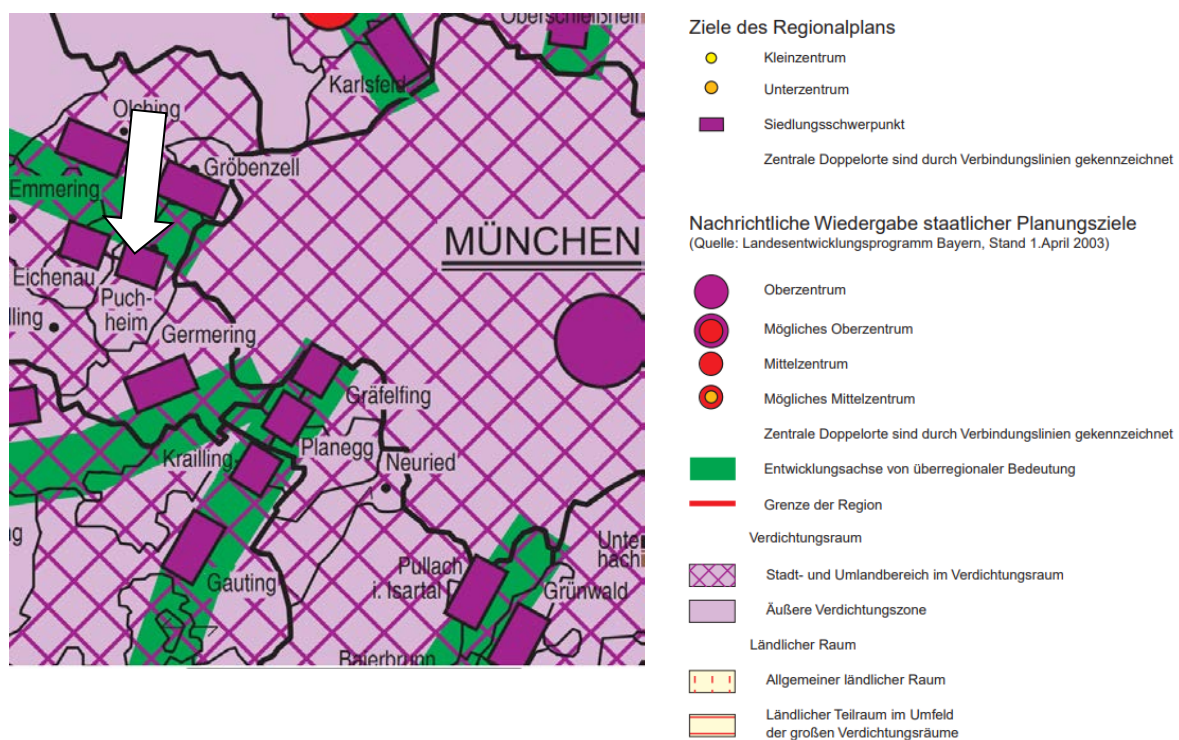 Oberschleißheim
Karlsfeld
Olching
Gröbenzell
Emmering
MÜNCHEN
Eichenau
Puch-
heim
lling
Germering
Gräfelfing
Planegg
Krailling
Neuried
Gauting
Pullach
i. Isartal
Unter
hachi
Grünwald
Baierbrunn
Ziele des Regionalplans
Kleinzentrum
Unterzentrum
Siedlungsschwerpunkt
Zentrale Doppelorte sind durch Verbindungslinien gekennzeichnet
Nachrichtliche Wiedergabe staatlicher Planungsziele
(Quelle: Landesentwicklungsprogramm Bayern, Stand 1.April 2003)
Oberzentrum
Mögliches Oberzentrum
Mittelzentrum
Mögliches Mittelzentrum
Zentrale Doppelorte sind durch Verbindungslinien gekennzeichnet
Entwicklungsachse von überregionaler Bedeutung
Grenze der Region
Verdichtungsraum
Stadt- und Umlandbereich im Verdichtungsraum
Äußere Verdichtungszone
Ländlicher Raum
Allgemeiner ländlicher Raum
Ländlicher Teilraum im Umfeld
der großen Verdichtungsräume